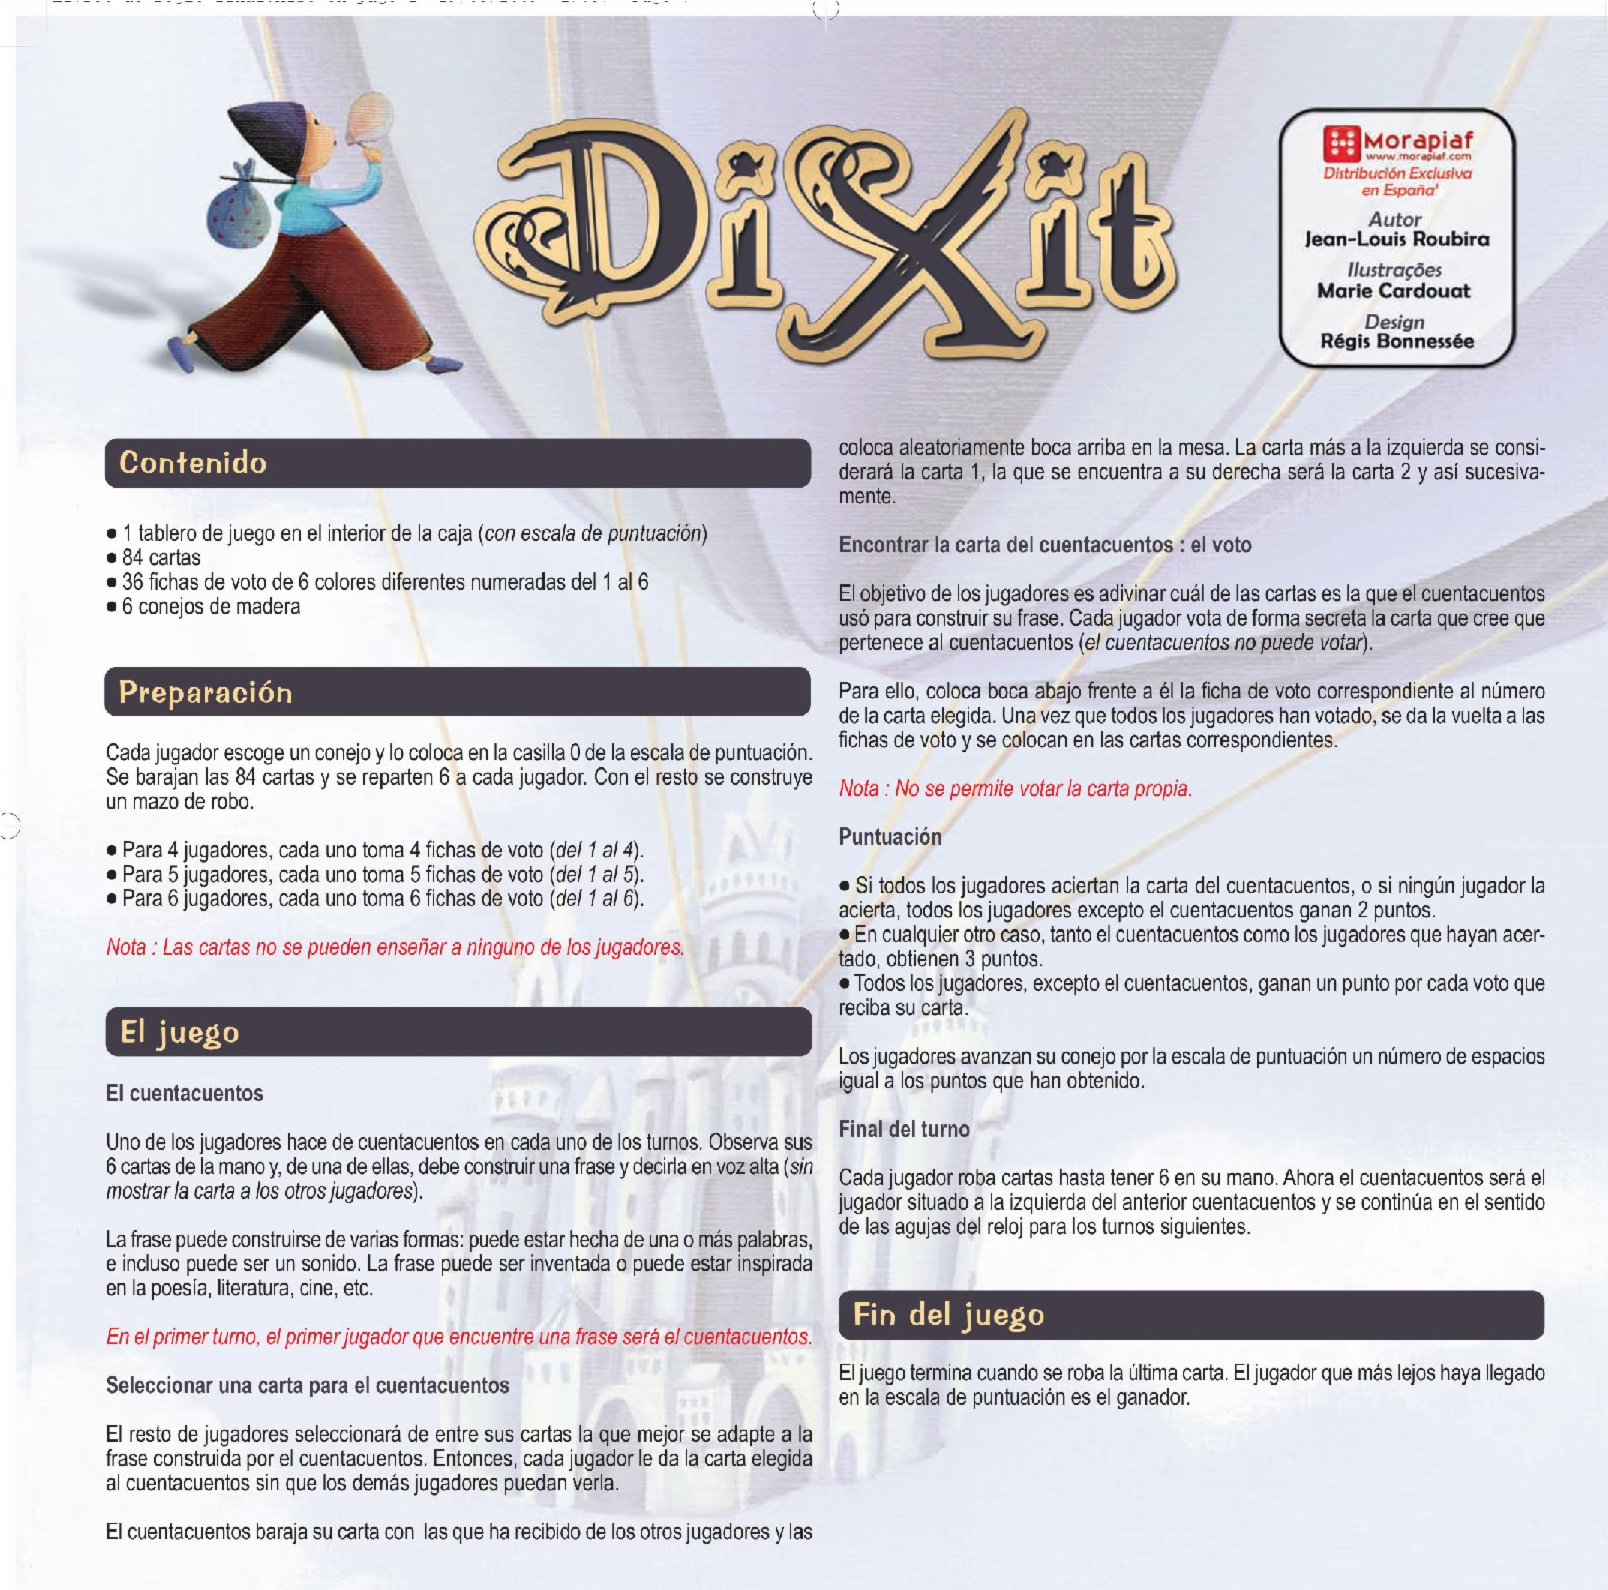 DiXit
Morapiaf
www.morapiaf.com
Distribución Exclusiva
en España'
Autor
Jean-Louis Roubira
Ilustrações
Marie Cardouat
Design
Régis Bonnessée
Contenido
● 1 tablero de juego en el interior de la caja (con escala de puntuación)
● 84 cartas
● 36 fichas de voto de 6 colores diferentes numeradas del 1 al 6
● 6 conejos de madera
Preparación
Cada jugador escoge un conejo y lo coloca en la casilla 0 de la escala de puntuación.
Se barajan las 84 cartas y se reparten 6 a cada jugador. Con el resto se construye
un mazo de robo.
● Para 4 jugadores, cada uno toma 4 fichas de voto (del 1 al 4).
● Para 5 jugadores, cada uno toma 5 fichas de voto (del 1 al 5).
● Para 6 jugadores, cada uno toma 6 fichas de voto (del 1 al 6).
Nota : Las cartas no se pueden enseñar a ninguno de los jugadores.
El juego
El cuentacuentos
Uno de los jugadores hace de cuentacuentos en cada uno de los turnos. Observa sus
6 cartas de la mano y, de una de ellas, debe construir una frase y decirla en voz alta (sin
mostrar la carta a los otros jugadores).
La frase puede construirse de varias formas: puede estar hecha de una o más palabras,
e incluso puede ser un sonido. La frase puede ser inventada o puede estar inspirada
en la poesía, literatura, cine, etc.
En el primer turno, el primer jugador que encuentre una frase será el cuentacuentos.
Seleccionar una carta para el cuentacuentos
El resto de jugadores seleccionará de entre sus cartas la que mejor se adapte a la
frase construida por el cuentacuentos. Entonces, cada jugador le da la carta elegida
al cuentacuentos sin que los demás jugadores puedan verla.
El cuentacuentos baraja su carta con las que ha recibido de los otros jugadores y las
coloca aleatoriamente boca arriba en la mesa. La carta más a la izquierda se consi-
derará la carta 1, la que se encuentra a su derecha será la carta 2 y así sucesiva-
mente.
Encontrar la carta del cuentacuentos : el voto
El objetivo de los jugadores es adivinar cuál de las cartas es la que el cuentacuentos
usó para construir su frase. Cada jugador vota de forma secreta la carta que cree que
pertenece al cuentacuentos (el cuentacuentos no puede votar).
Para ello, coloca boca abajo frente a él la ficha de voto correspondiente al número
de la carta elegida. Una vez que todos los jugadores han votado, se da la vuelta a las
fichas de voto y se colocan en las cartas correspondientes.
Nota : No se permite votar la carta propia.
Puntuación
● Si todos los jugadores aciertan la carta del cuentacuentos, o si ningún jugador la
acierta, todos los jugadores excepto el cuentacuentos ganan 2 puntos.
● En cualquier otro caso, tanto el cuentacuentos como los jugadores que hayan acer-
tado, obtienen 3 puntos.
● Todos los jugadores, excepto el cuentacuentos, ganan un punto por cada voto que
reciba su carta.
Los jugadores avanzan su conejo por la escala de puntuación un número de espacios
igual a los puntos que han obtenido.
Final del turno
Cada jugador roba cartas hasta tener 6 en su mano. Ahora el cuentacuentos será el
jugador situado a la izquierda del anterior cuentacuentos y se continúa en el sentido
de las agujas del reloj para los turnos siguientes.
Fin del juego
El juego termina cuando se roba la última carta. El jugador que más lejos haya llegado
en la escala de puntuación es el ganador.